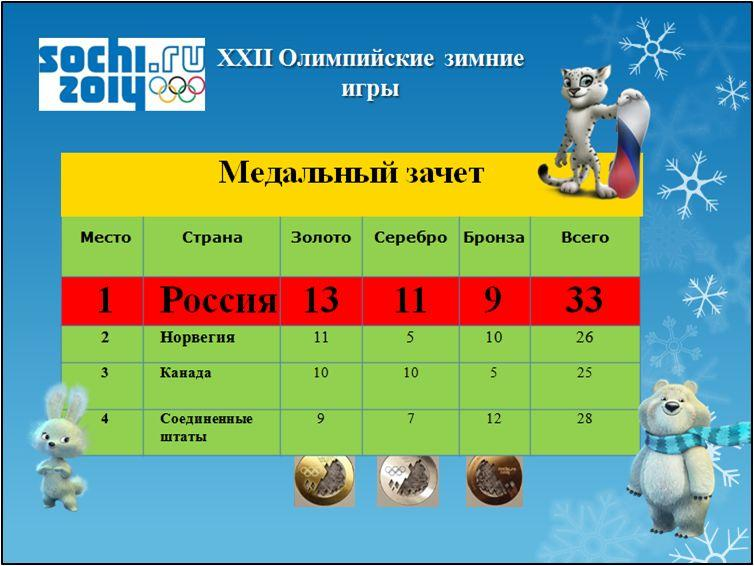 sochi.ru
2014
XXII Олимпийские зимние
игры
Медальный зачет
Место Страна Золото Серебро Бронза Всего
1 Россия 13 11 9 33
2 Норвегия 11 5 10 26
3 Канада 10 10 5 25
4 Соединенные
штаты 9 7 12 28